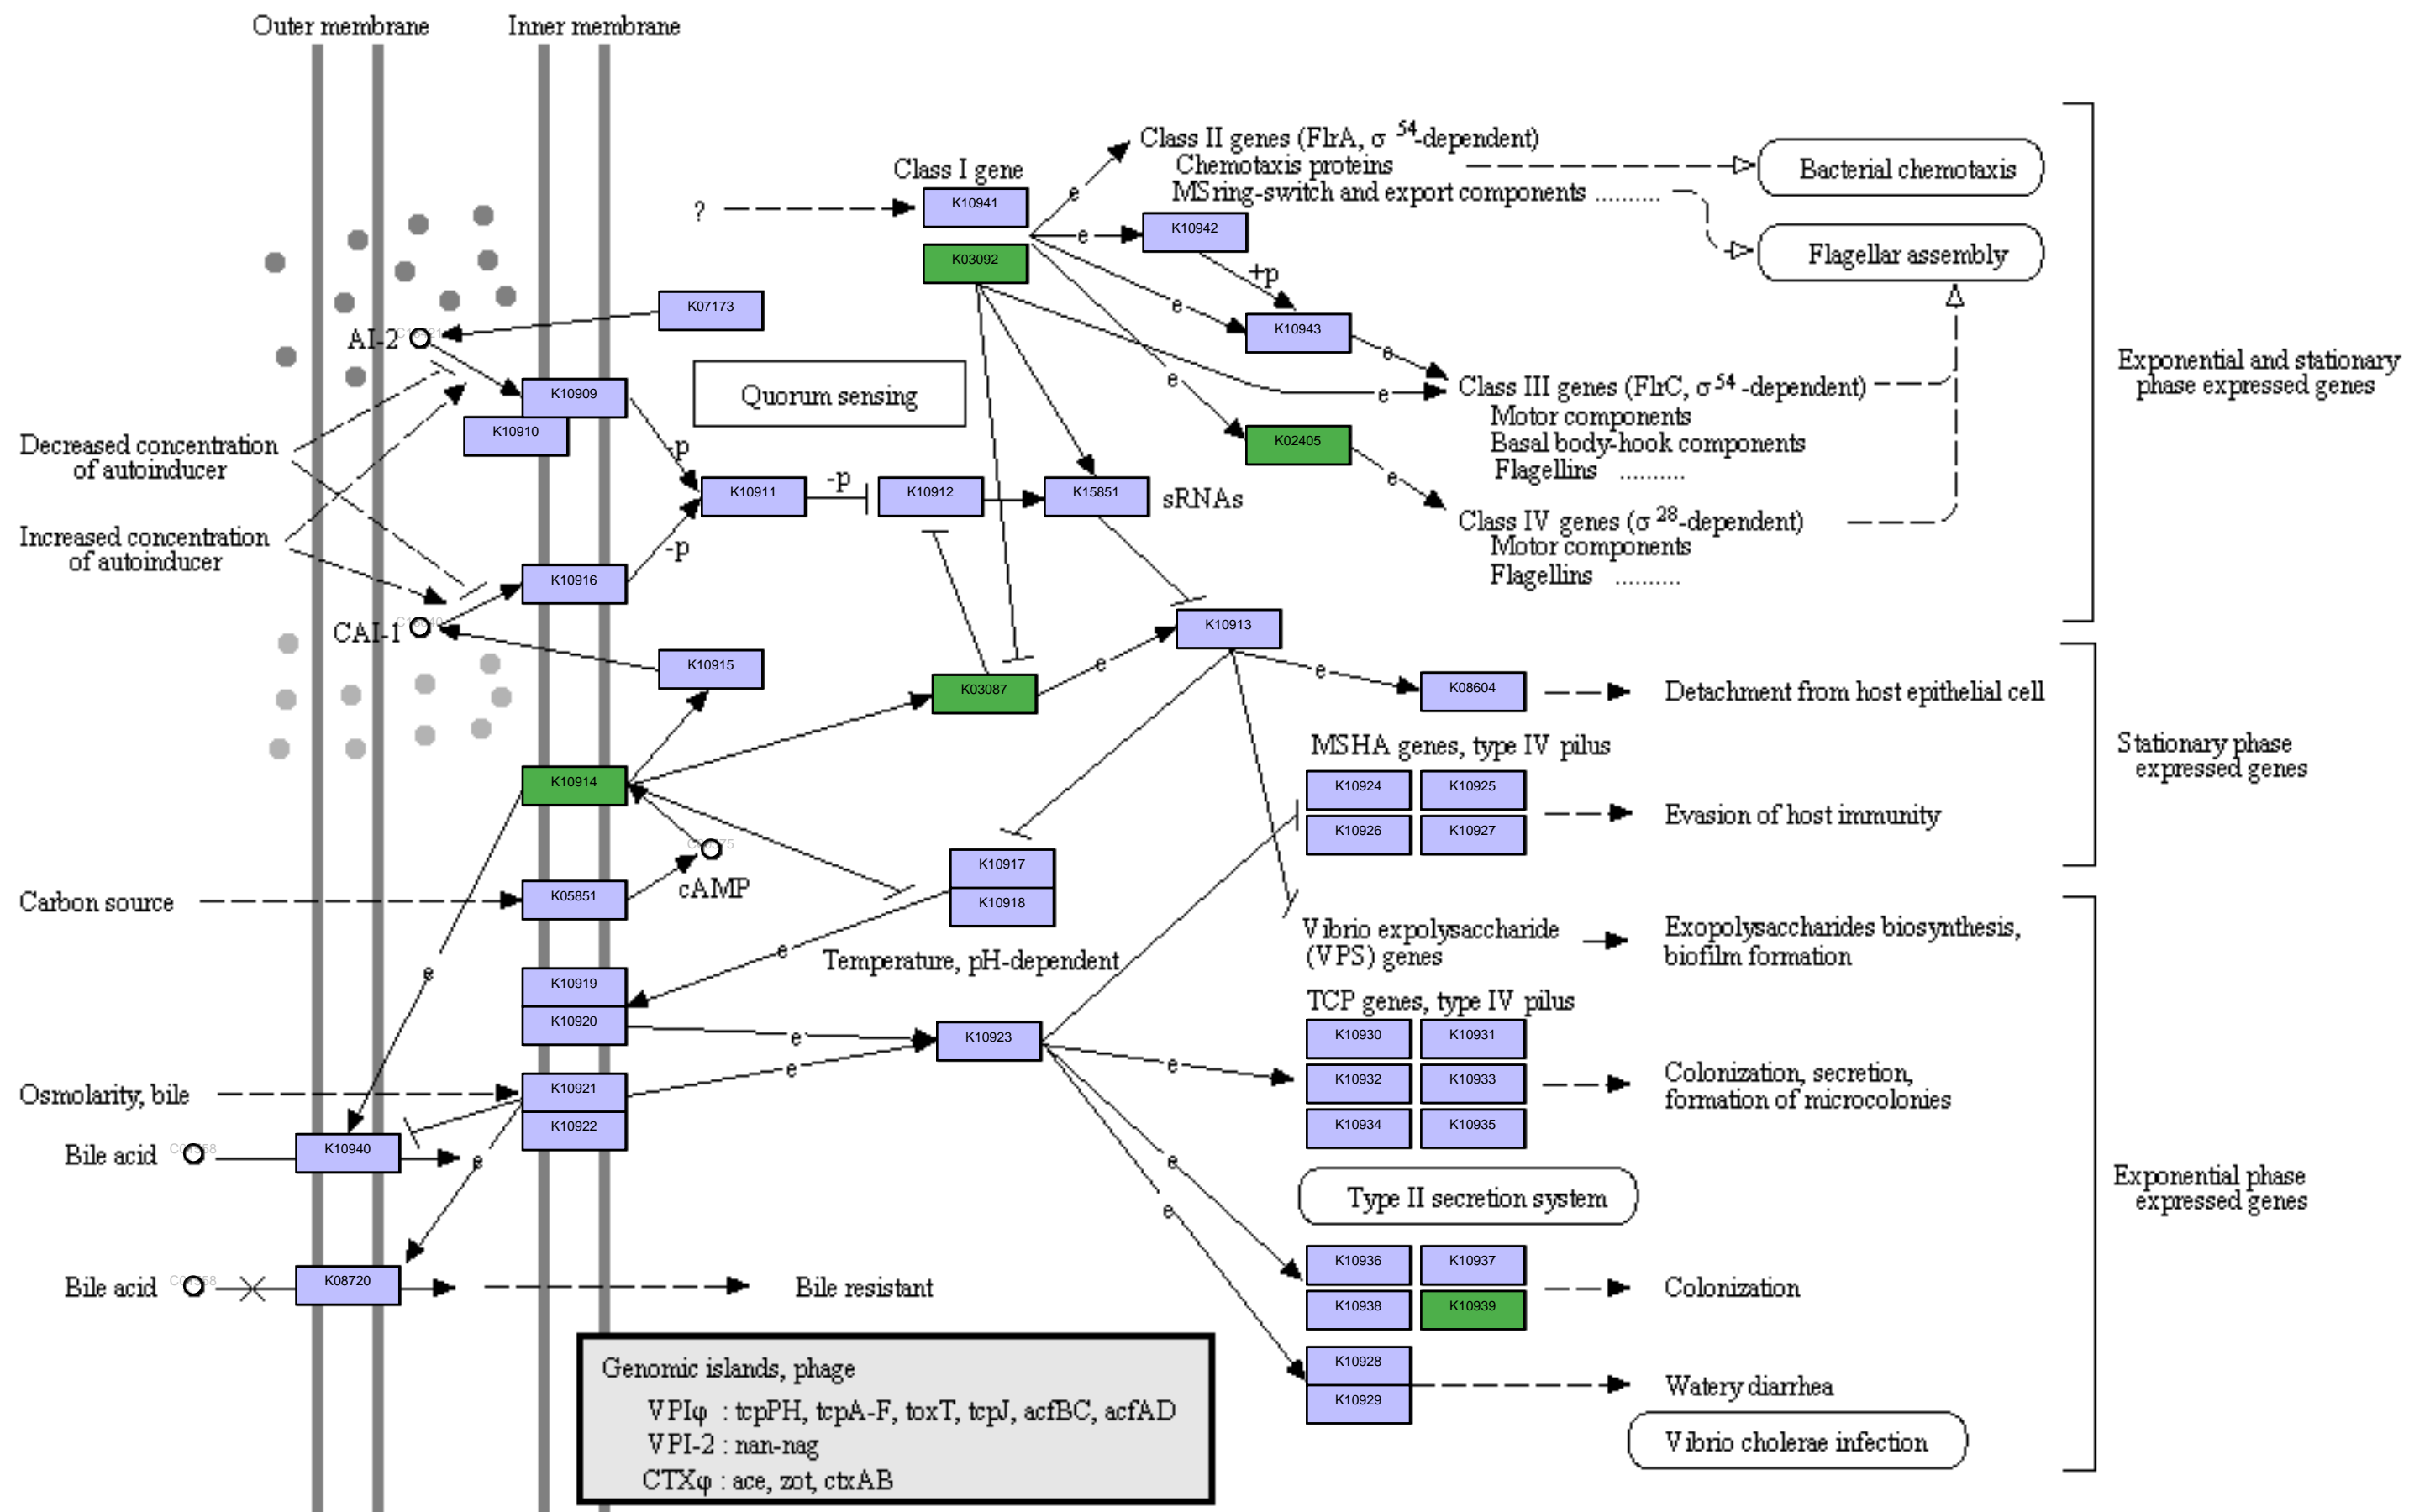 Outer membrane
Inner membrane
Class I gene
K10941
K03092
?
Class II genes (FlrA, σ 54-dependent)
Chemotaxis proteins
MSring-switch and export components ..........
Bacterial chemotaxis
Flagellar assembly
e
e
K10942
+p
e
K10943
e
e
e
Class III genes (FlrC, σ54 -dependent)
Motor components
Basal body-hook components
Flagellins ..........
K02405
e
Class IV genes (σ28-dependent)
Motor components
Flagellins ..........
Exponential and stationary
phase expressed genes
K07173
AI-2
K10909
K10910
Quorum sensing
Decreased concentration
of autoinducer
Increased concentration
of autoinducer
-p
K10911
-p
K10912
K15851
sRNAs
-p
K10916
CAI-1
K10915
K10913
e
K03087
e
K08604
Detachment from host epithelial cell
Stationary phase
expressed genes
MSHA genes, type IV pilus
K10924
K10925
K10926
K10927
Evasion of host immunity
K10914
cAMP
K10917
K10918
Carbon source
K05851
e
e
Temperature, pH-dependent
Vibrio expolysaccharide
(VPS) genes
Exopolysaccharides biosynthesis,
biofilm formation
K10919
K10920
e
K10923
TCP genes, type IV pilus
K10930
K10931
K10932
K10933
K10934
K10935
e
Colonization, secretion,
formation of microcolonies
Osmolarity, bile
K10921
K10922
e
Bile acid
K10940
e
e
e
Type II secretion system
Exponential phase
expressed genes
Bile acid
K08720
Bile resistant
K10936
K10937
K10938
K10939
Colonization
K10928
K10929
Watery diarrhea
Vibrio cholerae infection
Genomic islands, phage
VPIφ : tcpPH, tcpA-F, toxT, tcpJ, acfBC, acfAD
VPI-2 : nan-nag
CTXφ : ace, zot, ctxAB